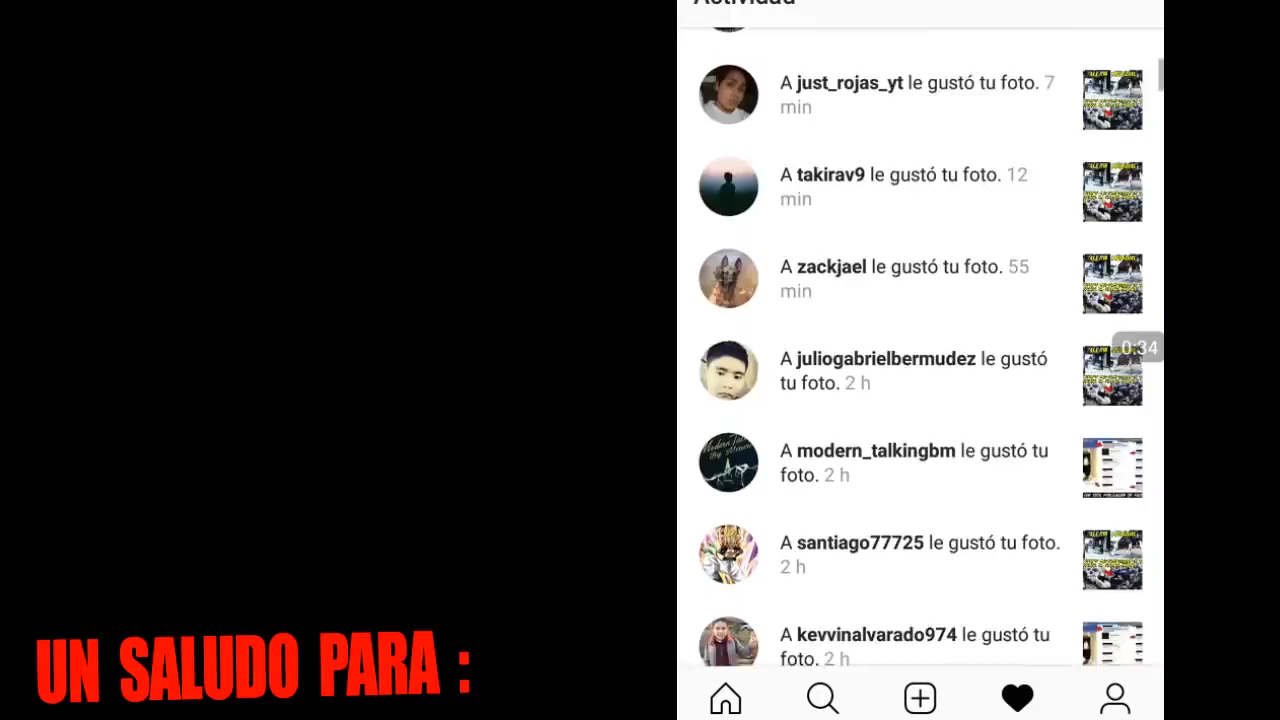 Actividad
A just_rojas_yt le gustó tu foto. 7
min
A takirav9 le gustó tu foto. 12
min
A zackjael le gustó tu foto. 55
min
0:34
A juliogabrielbermudez le gustó
tu foto. 2 h
A modern_talkingbm le gustó tu
foto. 2 h
A santiago77725 le gustó tu foto.
2 h
A kevvinalvarado974 le gustó tu
foto. 2 h
UN SALUDO PARA :